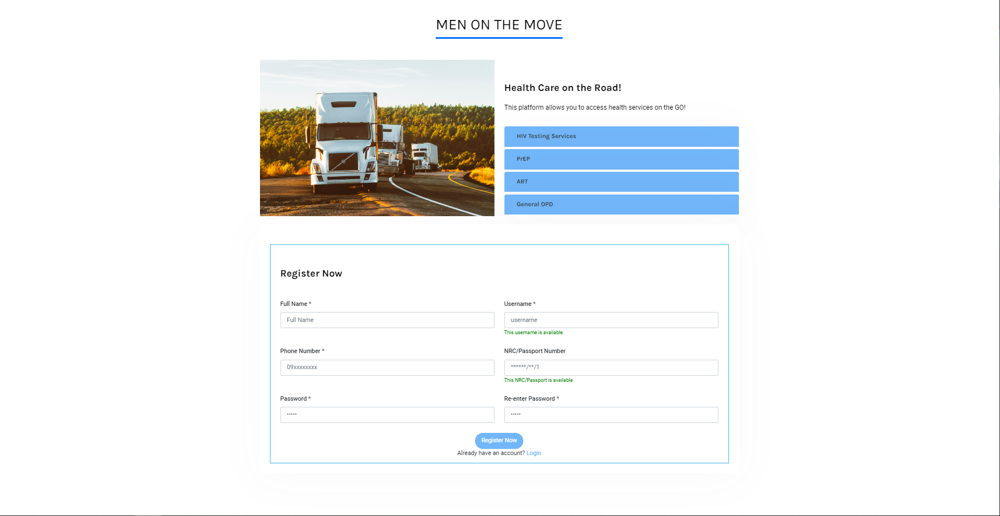 MEN ON THE MOVE
Health Care on the Road!
This platform allows you to access health services on the GO!
HIV Testing Services
PrEP
ART
General OPD
Register Now
Full Name *
Username *
Full Name
username
This username is available
Phone Number *
NRC/Passport Number
09xxxxxxxx
******/**/1
This NRC/Passport is available
Password *
Re-enter Password *
•••••
•••••
Register Now
Already have an account? Login